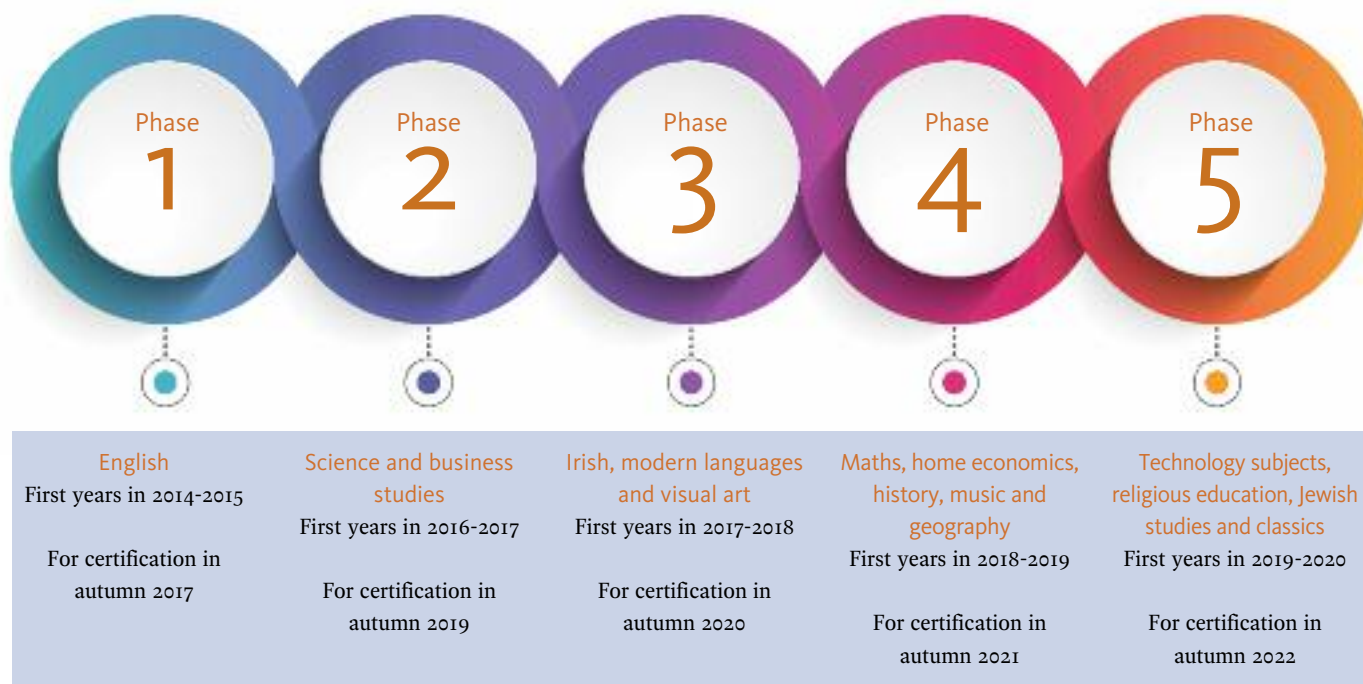 Phase
1
Phase
2
Phase
3
Phase
4
Phase
5
English
First years in 2014-2015
For certification in
autumn 2017
Science and business
studies
First years in 2016-2017
For certification in
autumn 2019
Irish, modern languages
and visual art
First years in 2017-2018
For certification in
autumn 2020
Maths, home economics,
history, music and
geography
First years in 2018-2019
For certification in
autumn 2021
Technology subjects,
religious education, Jewish
studies and classics
First years in 2019-2020
For certification in
autumn 2022